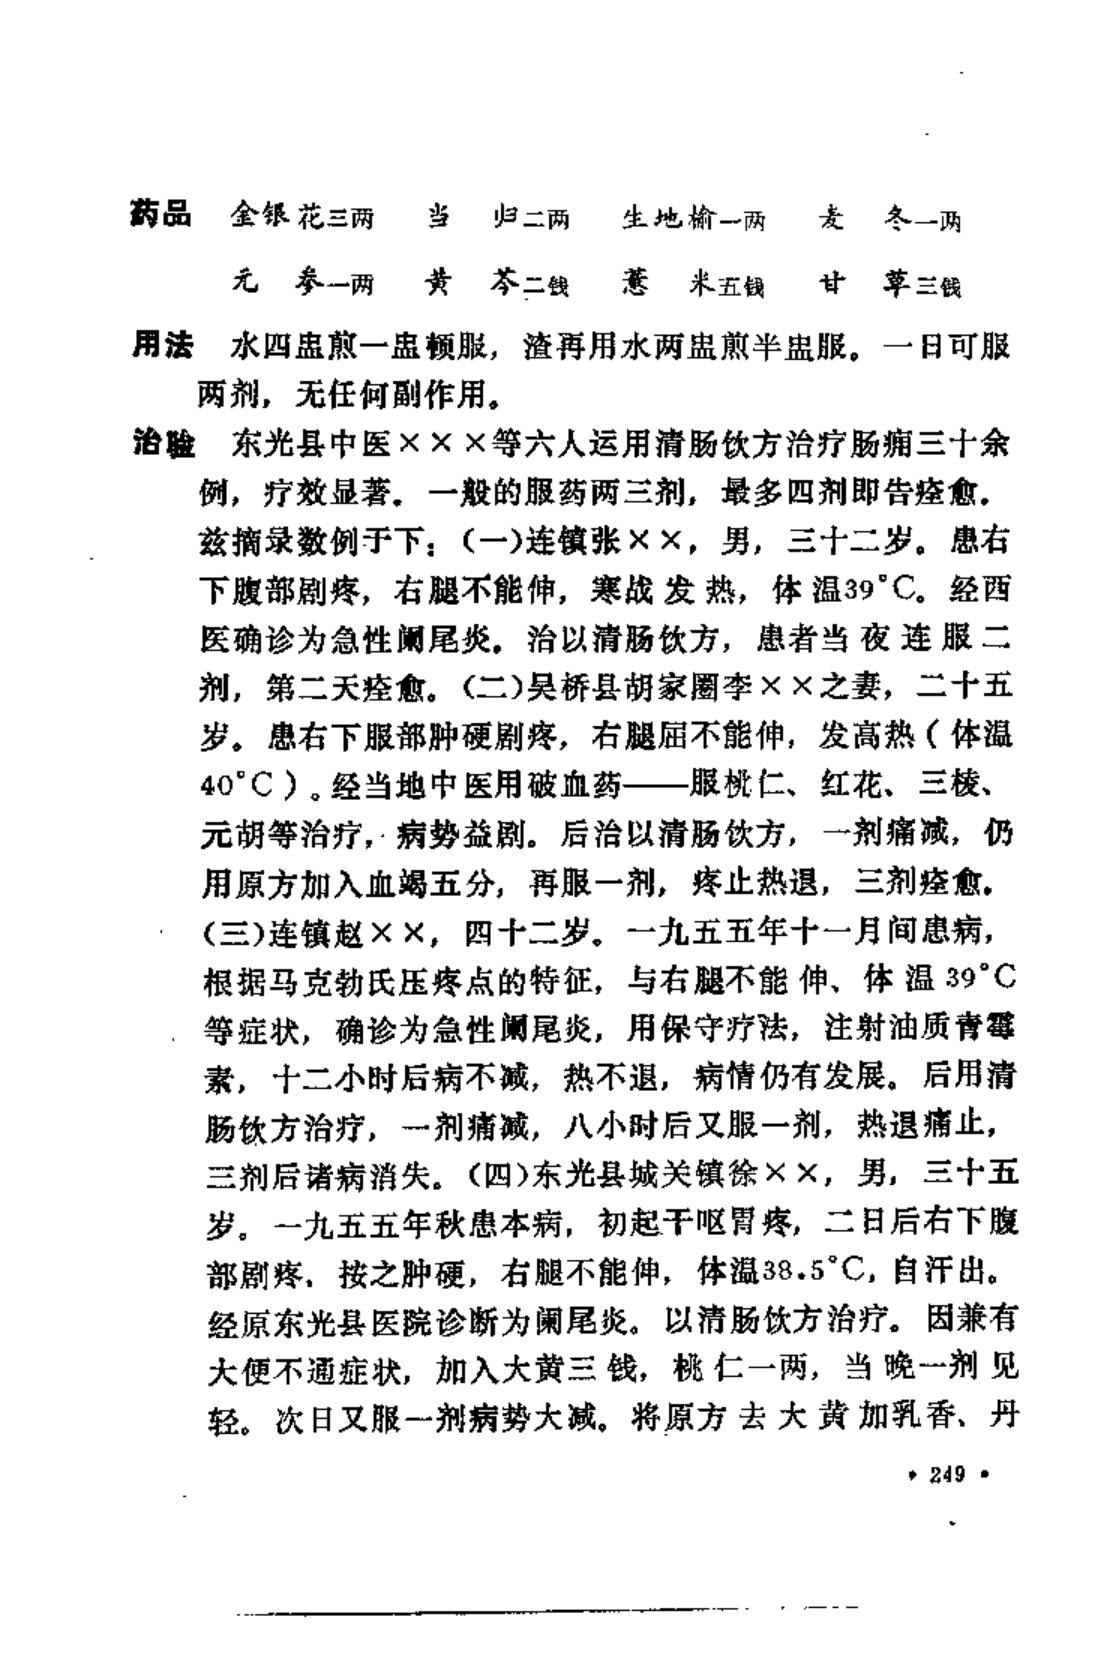 药品 金银花三两 当 归二两 生地榆一两 麦 冬一两
元 参一两 黄 芩二钱 薏 米五钱 甘 草三钱
用法 水四盅煎一盅顿服，渣再用水两盅煎半盅服。一日可服
两剂，无任何副作用。
治验 东光县中医×××等六人运用清肠饮方治疗肠痈三十余
例，疗效显著。一般的服药两三剂，最多四剂即告痊愈。
兹摘录数例于下：（一）连镇张××，男，三十二岁。患右
下腹部剧疼，右腿不能伸，寒战发热，体温39°C。经西
医确诊为急性阑尾炎。治以清肠饮方，患者当夜连服二
剂，第二天痊愈。（二）吴桥县胡家圈李××之妻，二十五
岁。患右下服部肿硬剧疼，右腿屈不能伸，发高热（体温
40°C）。经当地中医用破血药——服桃仁、红花、三棱、
元胡等治疗，病势益剧。后治以清肠饮方，一剂痛减，仍
用原方加入血竭五分，再服一剂，疼止热退，三剂痊愈。
（三）连镇赵××，四十二岁。一九五五年十一月间患病，
根据马克勃氏压疼点的特征，与右腿不能伸、体温39°C
等症状，确诊为急性阑尾炎，用保守疗法，注射油质青霉
素，十二小时后病不减，热不退，病情仍有发展。后用清
肠饮方治疗，一剂痛减，八小时后又服一剂，热退痛止，
三剂后诸病消失。（四）东光县城关镇徐××，男，三十五
岁。一九五五年秋患本病，初起干呕胃疼，二日后右下腹
部剧疼，按之肿硬，右腿不能伸，体温38.5°C，自汗出。
经原东光县医院诊断为阑尾炎。以清肠饮方治疗。因兼有
大便不通症状，加入大黄三钱，桃仁一两，当晚一剂见
轻。次日又服一剂病势大减。将原方去大黄加乳香、丹
• 249 •